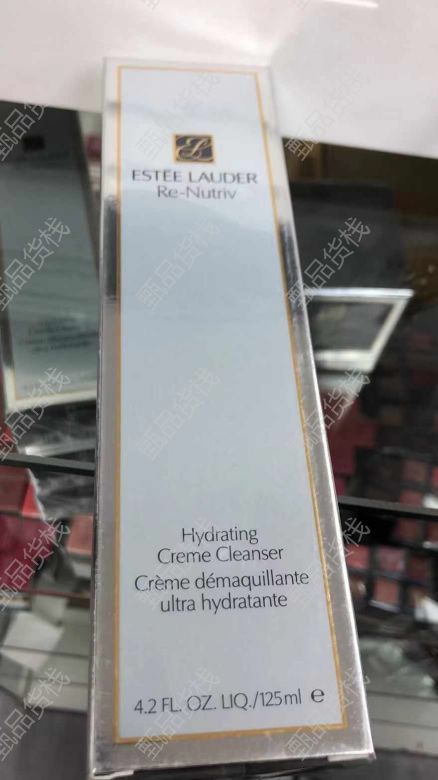 ESTĒE LAUDER
Re-Nutriv
Hydrating
Creme Cleanser
Crème démaquillante
ultra hydratante
4.2 FL. OZ. LIQ./125ml ℮
甄品货栈